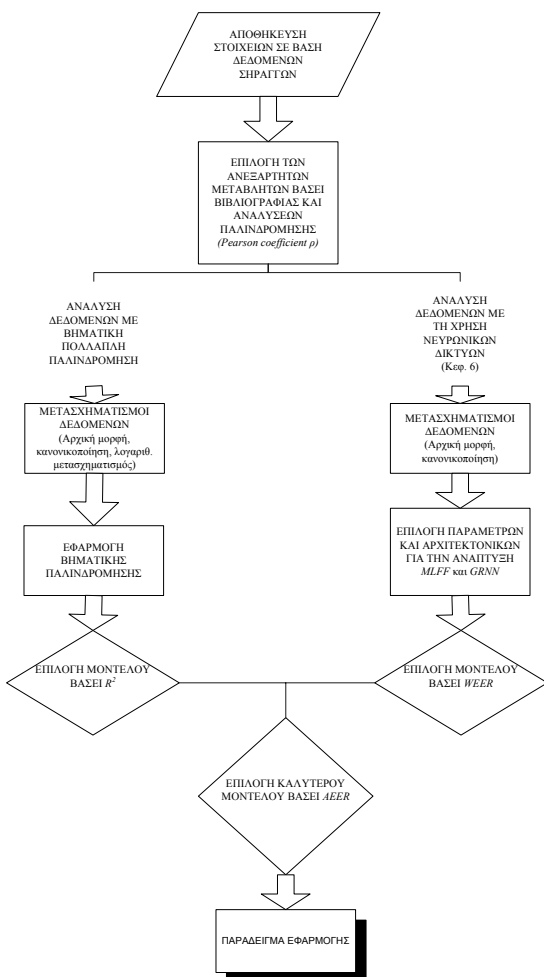 ΑΠΟΘΗΚΕΥΣΗ
ΣΤΟΙΧΕΙΩΝ ΣΕ ΒΑΣΗ
ΔΕΔΟΜΕΝΩΝ
ΣΗΡΑΓΓΩΝ
ΕΠΙΛΟΓΗ ΤΩΝ
ΑΝΕΞΑΡΤΗΤΩΝ
ΜΕΤΑΒΛΗΤΩΝ ΒΑΣΕΙ
ΒΙΒΛΙΟΓΡΑΦΙΑΣ ΚΑΙ
ΑΝΑΛΥΣΕΩΝ
ΠΑΛΙΝΔΡΟΜΗΣΗΣ
(Pearson coefficient ρ)
ΑΝΑΛΥΣΗ
ΔΕΔΟΜΕΝΩΝ ΜΕ
ΒΗΜΑΤΙΚΗ
ΠΟΛΛΑΠΛΗ
ΠΑΛΙΝΔΡΟΜΗΣΗ
ΑΝΑΛΥΣΗ
ΔΕΔΟΜΕΝΩΝ ΜΕ
ΤΗ ΧΡΗΣΗ
ΝΕΥΡΩΝΙΚΩΝ
ΔΙΚΤΥΩΝ
(Κεφ. 6)
ΜΕΤΑΣΧΗΜΑΤΙΣΜΟΙ
ΔΕΔΟΜΕΝΩΝ
(Αρχική μορφή,
κανονικοποίηση, λογαριθ.
μετασχηματισμός)
ΜΕΤΑΣΧΗΜΑΤΙΣΜΟΙ
ΔΕΔΟΜΕΝΩΝ
(Αρχική μορφή,
κανονικοποίηση)
ΕΦΑΡΜΟΓΗ
ΒΗΜΑΤΙΚΗΣ
ΠΑΛΙΝΔΡΟΜΗΣΗΣ
ΕΠΙΛΟΓΗ ΠΑΡΑΜΕΤΡΩΝ
ΚΑΙ ΑΡΧΙΤΕΚΤΟΝΙΚΩΝ
ΓΙΑ ΤΗΝ ΑΝΑΠΤΥΞΗ
MLFF και GRNN
ΕΠΙΛΟΓΗ ΜΟΝΤΕΛΟΥ
ΒΑΣΕΙ R²
ΕΠΙΛΟΓΗ ΜΟΝΤΕΛΟΥ
ΒΑΣΕΙ WEER
ΕΠΙΛΟΓΗ ΚΑΛΥΤΕΡΟΥ
ΜΟΝΤΕΛΟΥ ΒΑΣΕΙ AEER
ΠΑΡΑΔΕΙΓΜΑ ΕΦΑΡΜΟΓΗΣ